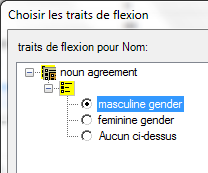 Choisir les traits de flexion
traits de flexion pour Nom:
noun agreement
masculine gender
feminine gender
Aucun ci-dessus